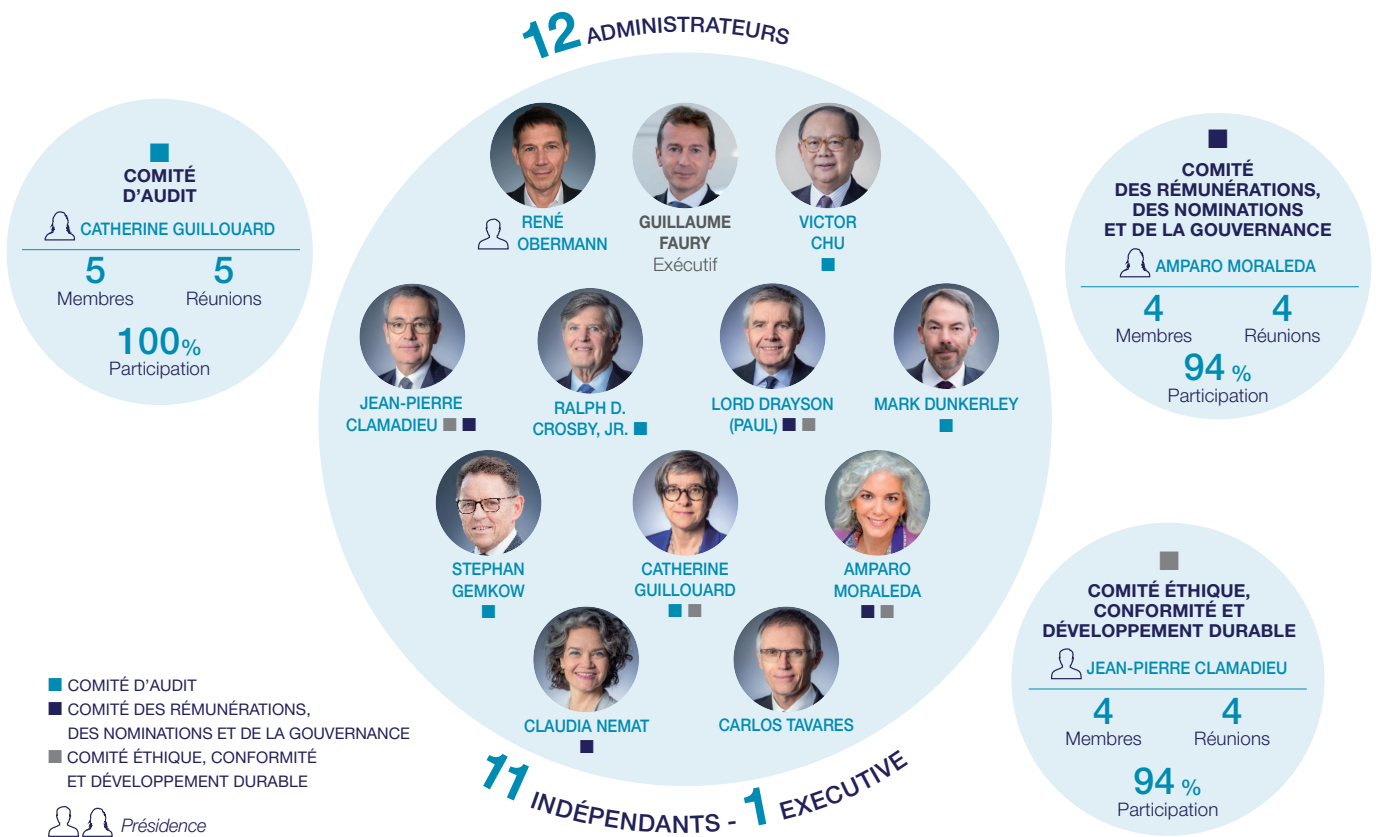 12 ADMINISTRATEURS
COMITÉ
D'AUDIT
CATHERINE GUILLOUARD
5 5
Membres Réunions
100%
Participation
RENÉ
OBERMANN
GUILLAUME
FAURY
Exécutif
VICTOR
CHU
JEAN-PIERRE
CLAMADIEU
RALPH D.
CROSBY, JR.
LORD DRAYSON
(PAUL)
MARK DUNKERLEY
STEPHAN
GEMKOW
CATHERINE
GUILLOUARD
AMPARO
MORALEDA
CLAUDIA NEMAT
CARLOS TAVARES
11 INDÉPENDANTS - 1 EXECUTIVE
COMITÉ
DES RÉMUNÉRATIONS,
DES NOMINATIONS
ET DE LA GOUVERNANCE
AMPARO MORALEDA
4 4
Membres Réunions
94 %
Participation
COMITÉ ÉTHIQUE,
CONFORMITÉ ET
DÉVELOPPEMENT DURABLE
JEAN-PIERRE CLAMADIEU
4 4
Membres Réunions
94 %
Participation
COMITÉ D'AUDIT
COMITÉ DES RÉMUNÉRATIONS,
DES NOMINATIONS ET DE LA GOUVERNANCE
COMITÉ ÉTHIQUE, CONFORMITÉ
ET DÉVELOPPEMENT DURABLE
Présidence